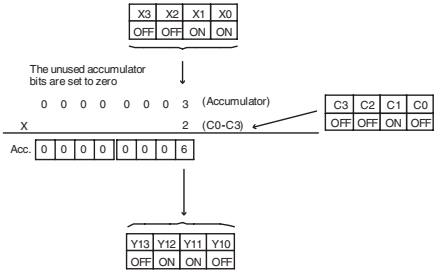 X3 X2 X1 X0
OFF OFF ON ON
The unused accumulator
bits are set to zero
0 0 0 0 0 0 0 3 (Accumulator)
X 2 (C0-C3)
C3 C2 C1 C0
OFF OFF ON OFF
Acc. 0 0 0 0 0 0 0 6
Y13 Y12 Y11 Y10
OFF ON ON OFF